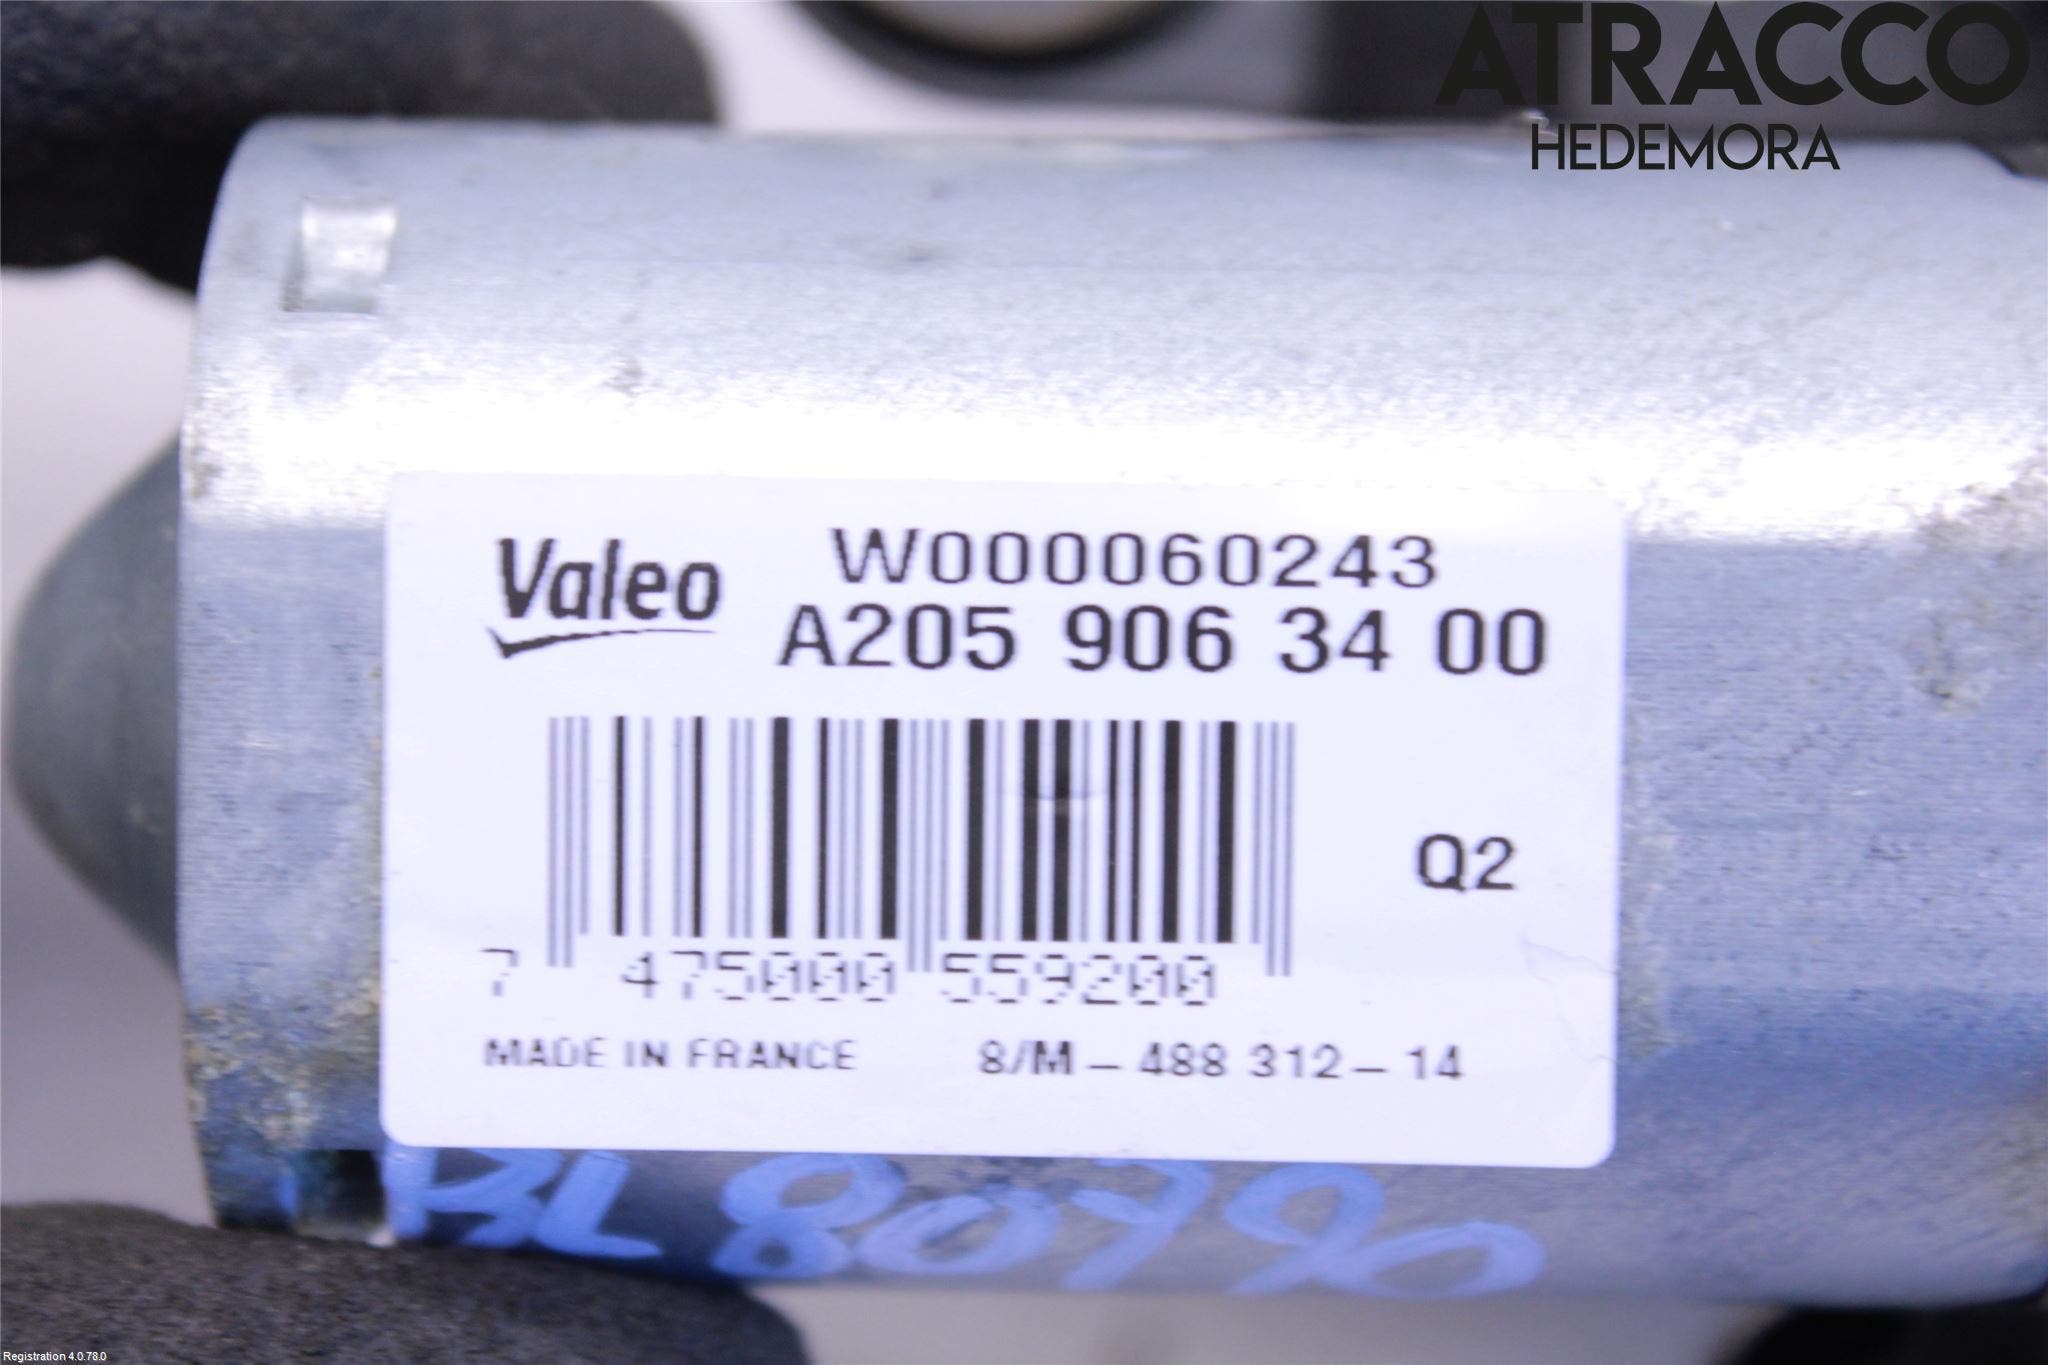 ATRACCO
HEDEMORA
Valeo
W000060243
A205 906 34 00
Q2
7 475000 559200
MADE IN FRANCE 8/M – 488 312 – 14
BL 80790
Registration 4.0.78.0